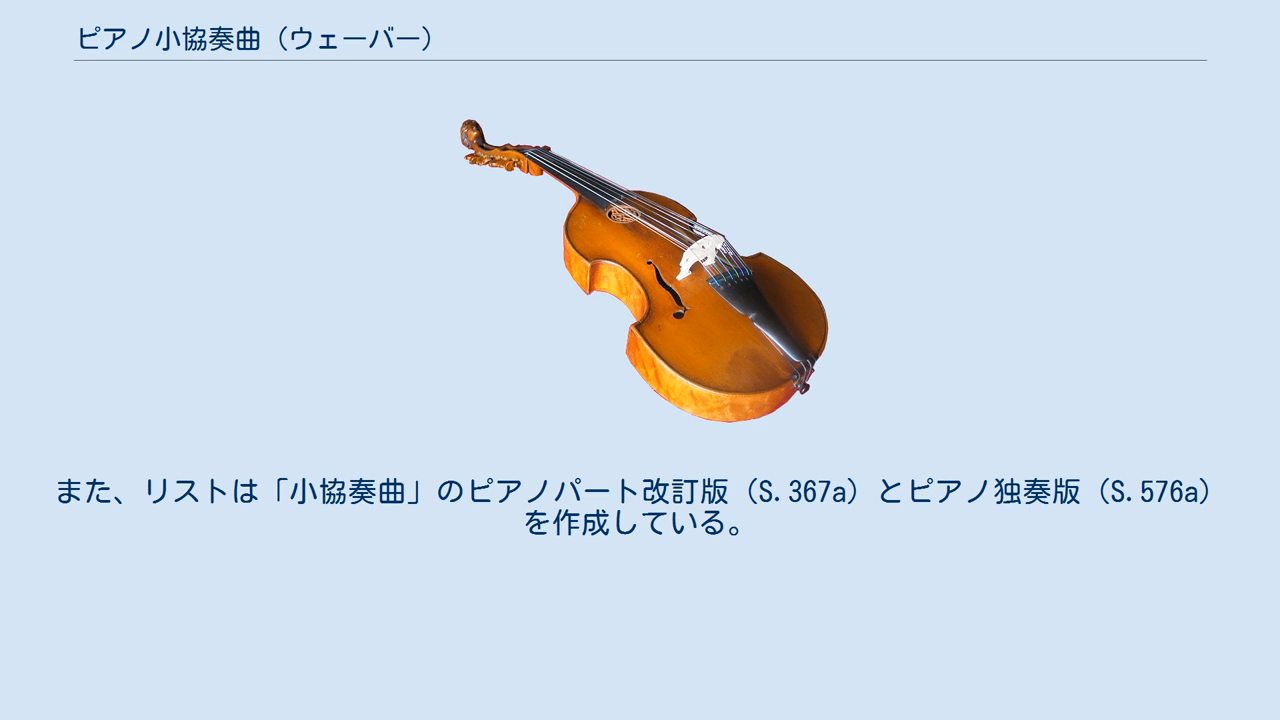 ピアノ小協奏曲（ウェーバー）
また、リストは「小協奏曲」のピアノパート改訂版（S.367a）とピアノ独奏版（S.576a）
を作成している。